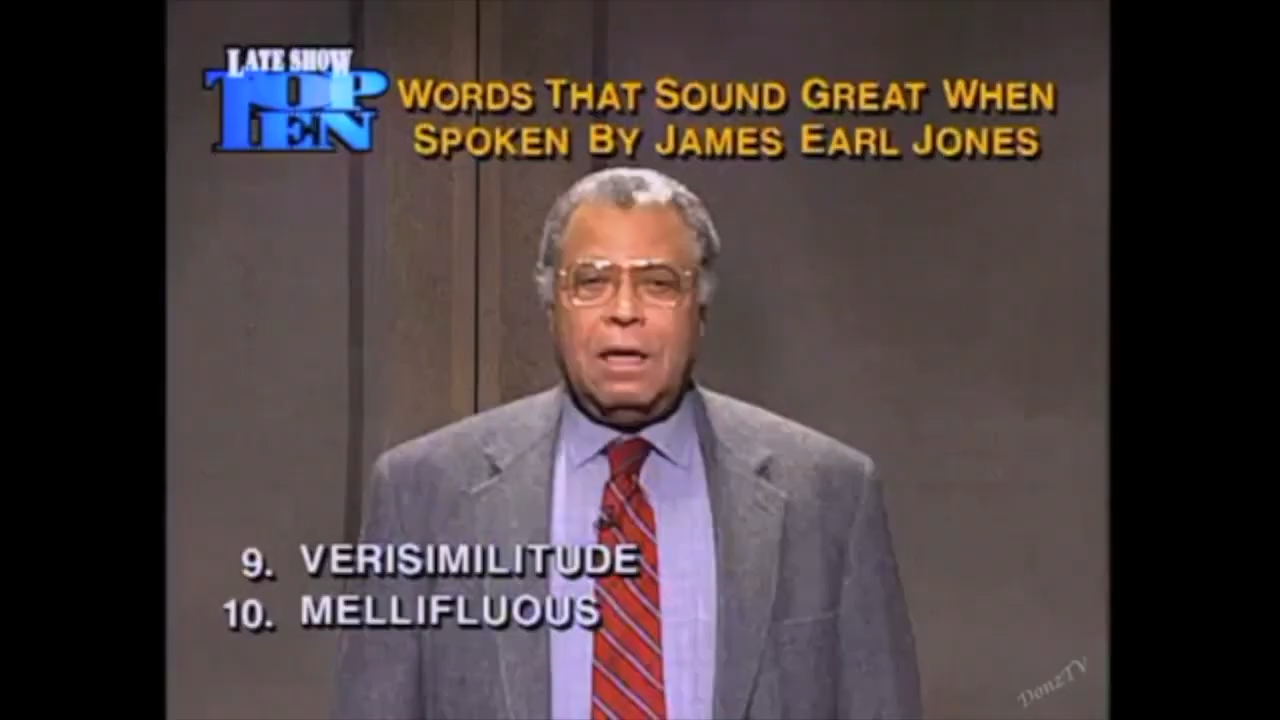 LATE SHOW
TOP
TEN
WORDS THAT SOUND GREAT WHEN
SPOKEN BY JAMES EARL JONES
9. VERISIMILITUDE
10. MELLIFLUOUS
DonzTV